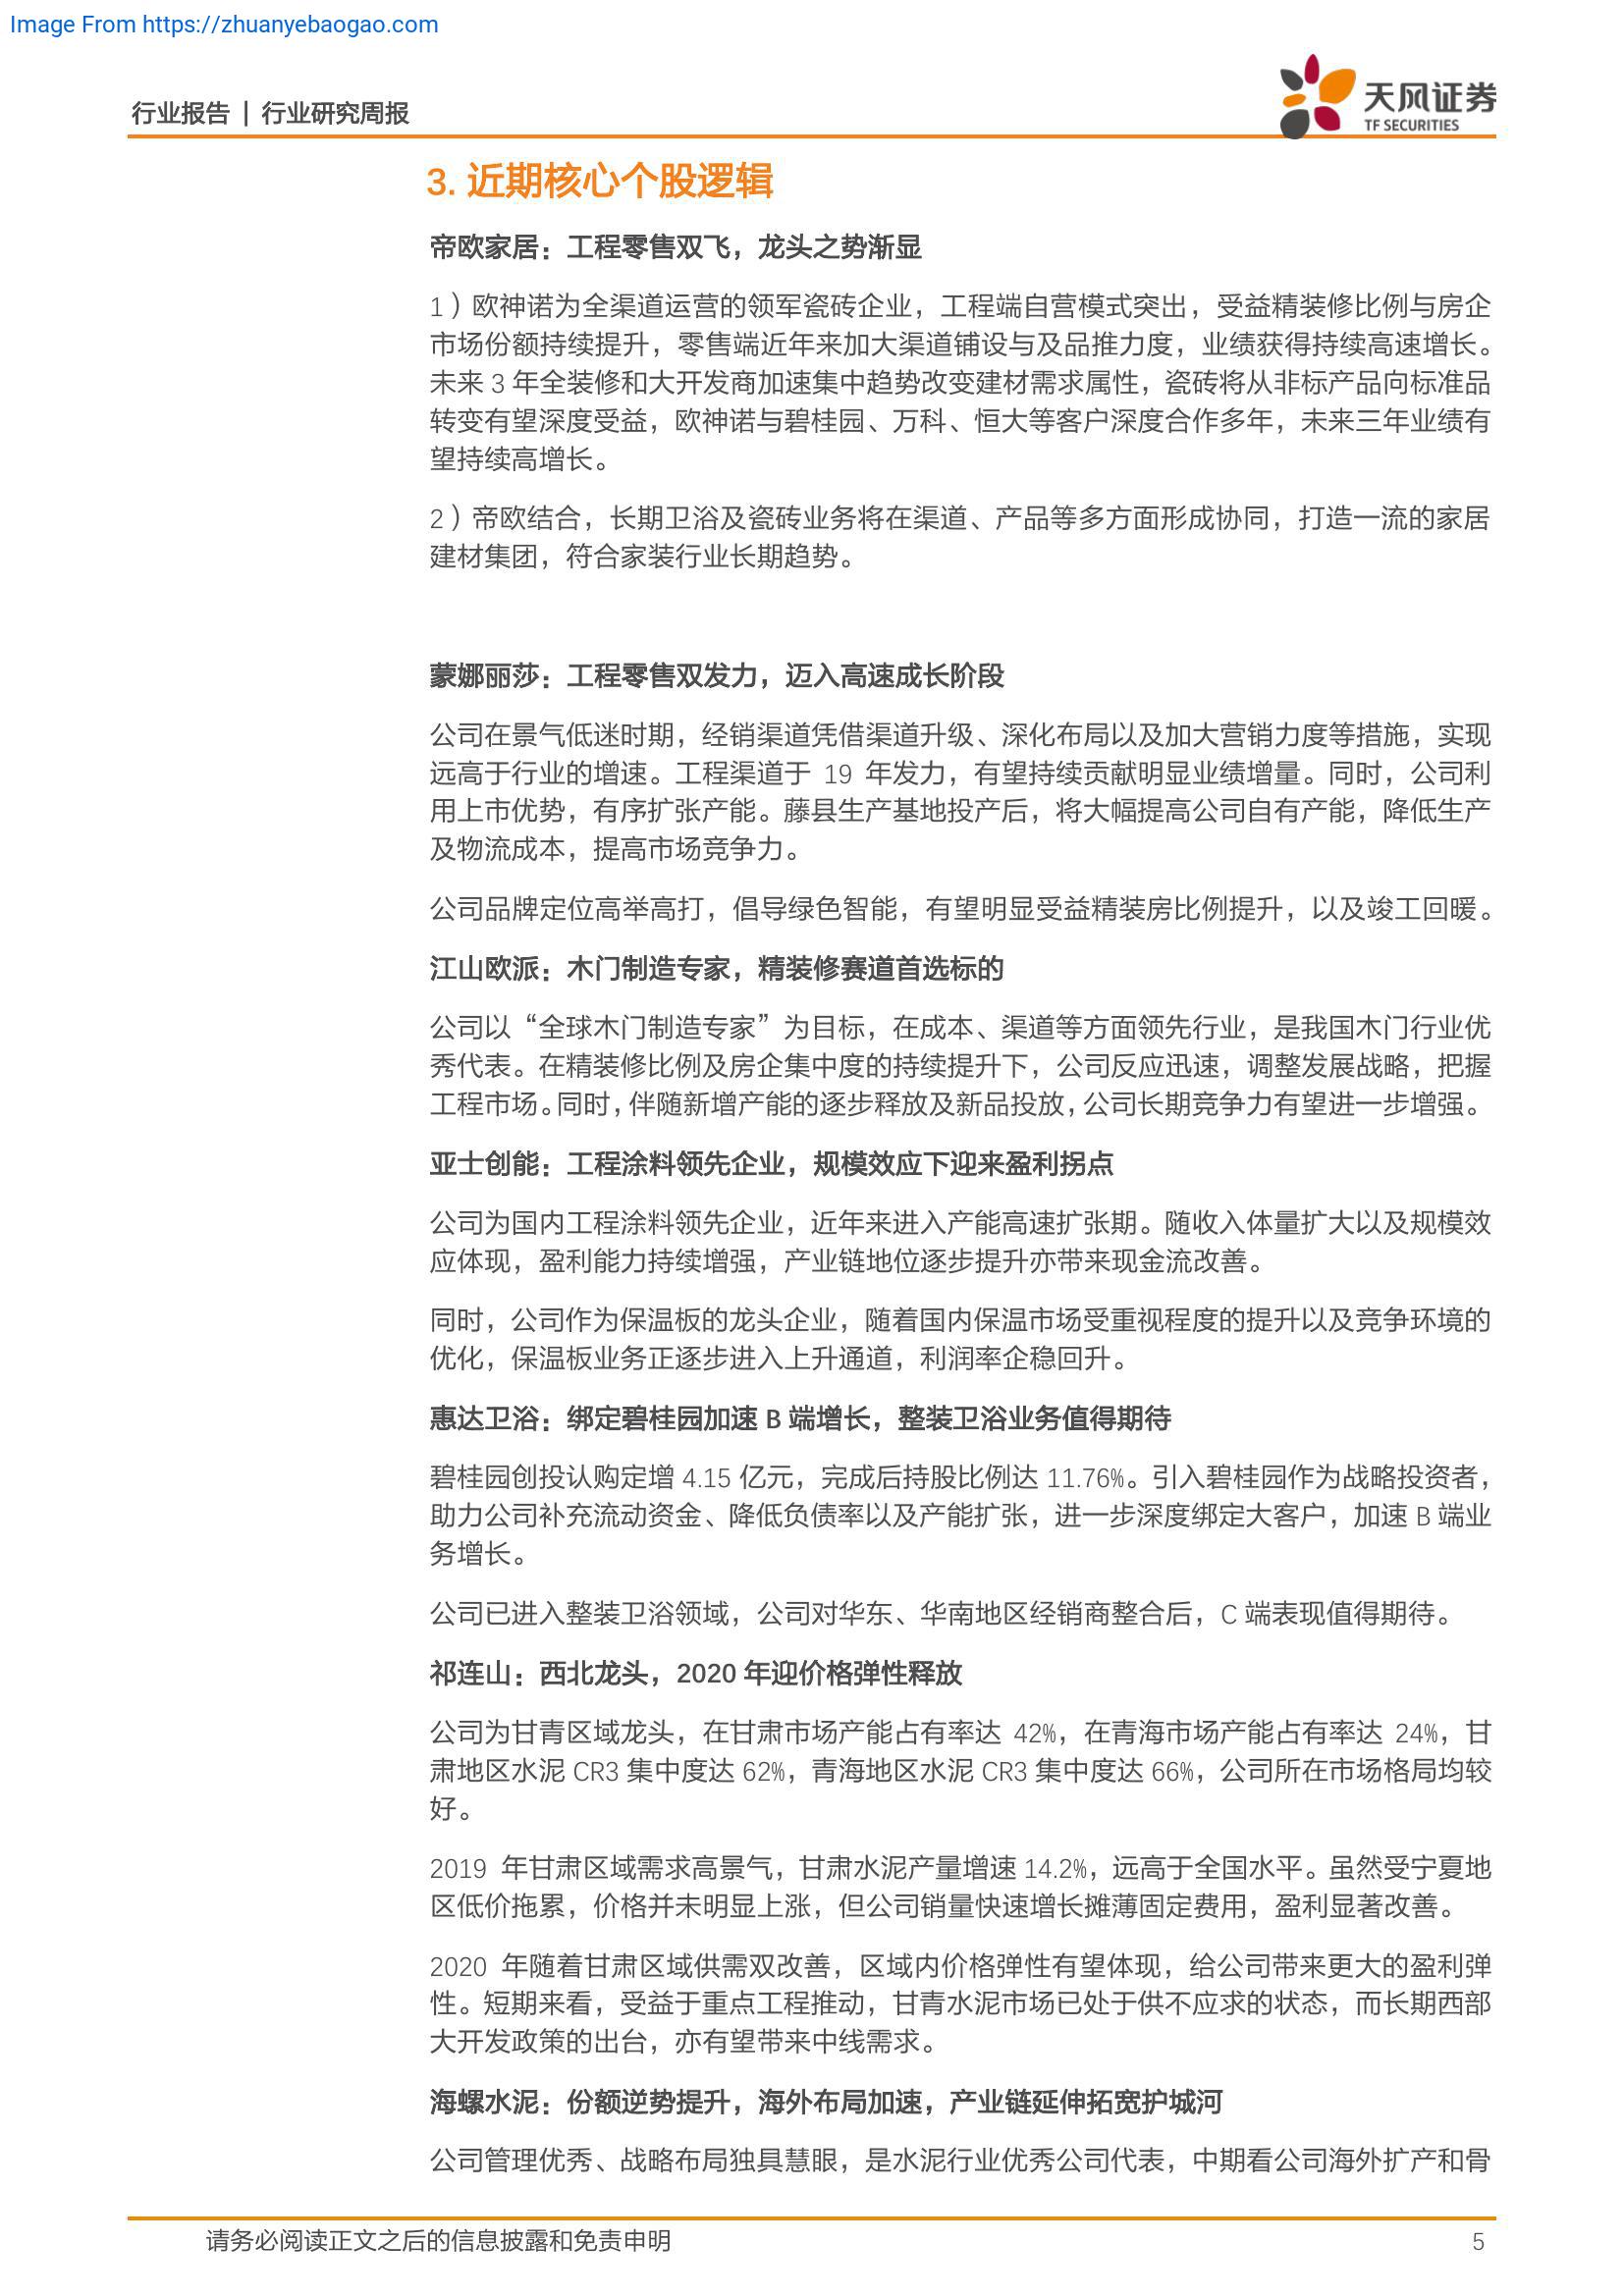 Image From https://zhuanyebaogao.com
行业报告 | 行业研究周报
天风证券
TF SECURITIES
3. 近期核心个股逻辑
帝欧家居：工程零售双飞，龙头之势渐显
1）欧神诺为全渠道运营的领军瓷砖企业，工程端自营模式突出，受益精装修比例与房企
市场份额持续提升，零售端近年来加大渠道铺设与及品推力度，业绩获得持续高速增长。
未来 3 年全装修和大开发商加速集中趋势改变建材需求属性，瓷砖将从非标产品向标准品
转变有望深度受益，欧神诺与碧桂园、万科、恒大等客户深度合作多年，未来三年业绩有
望持续高增长。
2）帝欧结合，长期卫浴及瓷砖业务将在渠道、产品等多方面形成协同，打造一流的家居
建材集团，符合家装行业长期趋势。
蒙娜丽莎：工程零售双发力，迈入高速成长阶段
公司在景气低迷时期，经销渠道凭借渠道升级、深化布局以及加大营销力度等措施，实现
远高于行业的增速。工程渠道于 19 年发力，有望持续贡献明显业绩增量。同时，公司利
用上市优势，有序扩张产能。藤县生产基地投产后，将大幅提高公司自有产能，降低生产
及物流成本，提高市场竞争力。
公司品牌定位高举高打，倡导绿色智能，有望明显受益精装房比例提升，以及竣工回暖。
江山欧派：木门制造专家，精装修赛道首选标的
公司以“全球木门制造专家”为目标，在成本、渠道等方面领先行业，是我国木门行业优
秀代表。在精装修比例及房企集中度的持续提升下，公司反应迅速，调整发展战略，把握
工程市场。同时，伴随新增产能的逐步释放及新品投放，公司长期竞争力有望进一步增强。
亚士创能：工程涂料领先企业，规模效应下迎来盈利拐点
公司为国内工程涂料领先企业，近年来进入产能高速扩张期。随收入体量扩大以及规模效
应体现，盈利能力持续增强，产业链地位逐步提升亦带来现金流改善。
同时，公司作为保温板的龙头企业，随着国内保温市场受重视程度的提升以及竞争环境的
优化，保温板业务正逐步进入上升通道，利润率企稳回升。
惠达卫浴：绑定碧桂园加速 B 端增长，整装卫浴业务值得期待
碧桂园创投认购定增 4.15 亿元，完成后持股比例达 11.76%。引入碧桂园作为战略投资者，
助力公司补充流动资金、降低负债率以及产能扩张，进一步深度绑定大客户，加速 B 端业
务增长。
公司已进入整装卫浴领域，公司对华东、华南地区经销商整合后，C 端表现值得期待。
祁连山：西北龙头，2020 年迎价格弹性释放
公司为甘青区域龙头，在甘肃市场产能占有率达 42%，在青海市场产能占有率达 24%，甘
肃地区水泥 CR3 集中度达 62%，青海地区水泥 CR3 集中度达 66%，公司所在市场格局均较
好。
2019 年甘肃区域需求高景气，甘肃水泥产量增速 14.2%，远高于全国水平。虽然受宁夏地
区低价拖累，价格并未明显上涨，但公司销量快速增长摊薄固定费用，盈利显著改善。
2020 年随着甘肃区域供需双改善，区域内价格弹性有望体现，给公司带来更大的盈利弹
性。短期来看，受益于重点工程推动，甘青水泥市场已处于供不应求的状态，而长期西部
大开发政策的出台，亦有望带来中线需求。
海螺水泥：份额逆势提升，海外布局加速，产业链延伸拓宽护城河
公司管理优秀、战略布局独具慧眼，是水泥行业优秀公司代表，中期看公司海外扩产和骨
请务必阅读正文之后的信息披露和免责申明
5